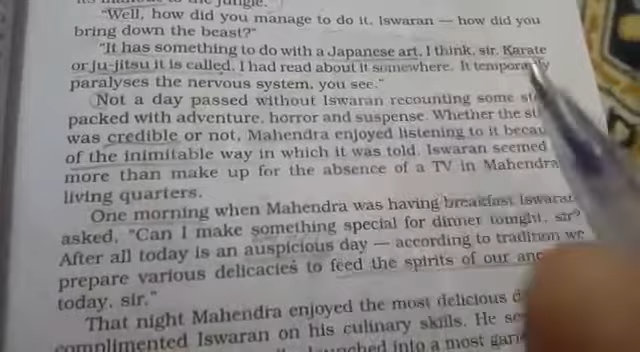 the jungle.
"Well, how did you manage to do it, Iswaran — how did you
bring down the beast?"
"It has something to do with a Japanese art, I think, sir. Karate
or ju-jitsu it is called. I had read about it somewhere. It temporarily
paralyses the nervous system, you see."
Not a day passed without Iswaran recounting some
packed with adventure, horror and suspense. Whether the
was credible or not, Mahendra enjoyed listening to it
of the inimitable way in which it was told. Iswaran seemed
more than make up for the absence of a TV in Mahendra
living quarters.
One morning when Mahendra was having breakfast Iswaran
asked, "Can I make something special for dinner tonight, sir?
After all today is an auspicious day — according to tradition we
prepare various delicacies to feed the spirits of our
today, sir."
That night Mahendra enjoyed the most delicious
complimented Iswaran on his culinary skills. He
launched into a most